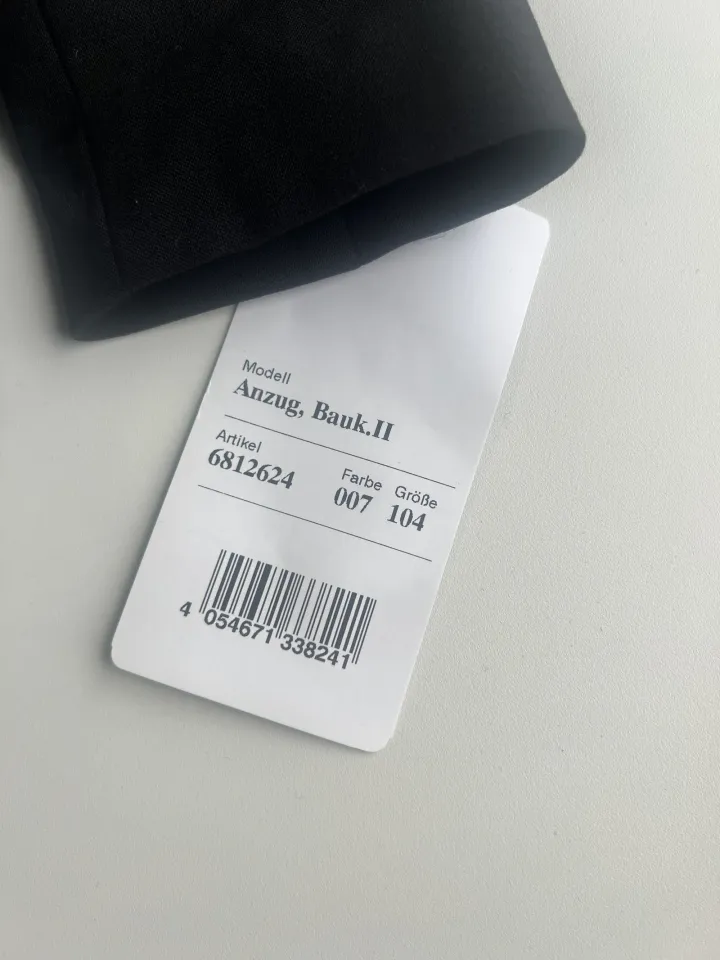 Modell
Anzug, Bauk.II
Artikel Farbe Größe
6812624 007 104
4 054671 338241